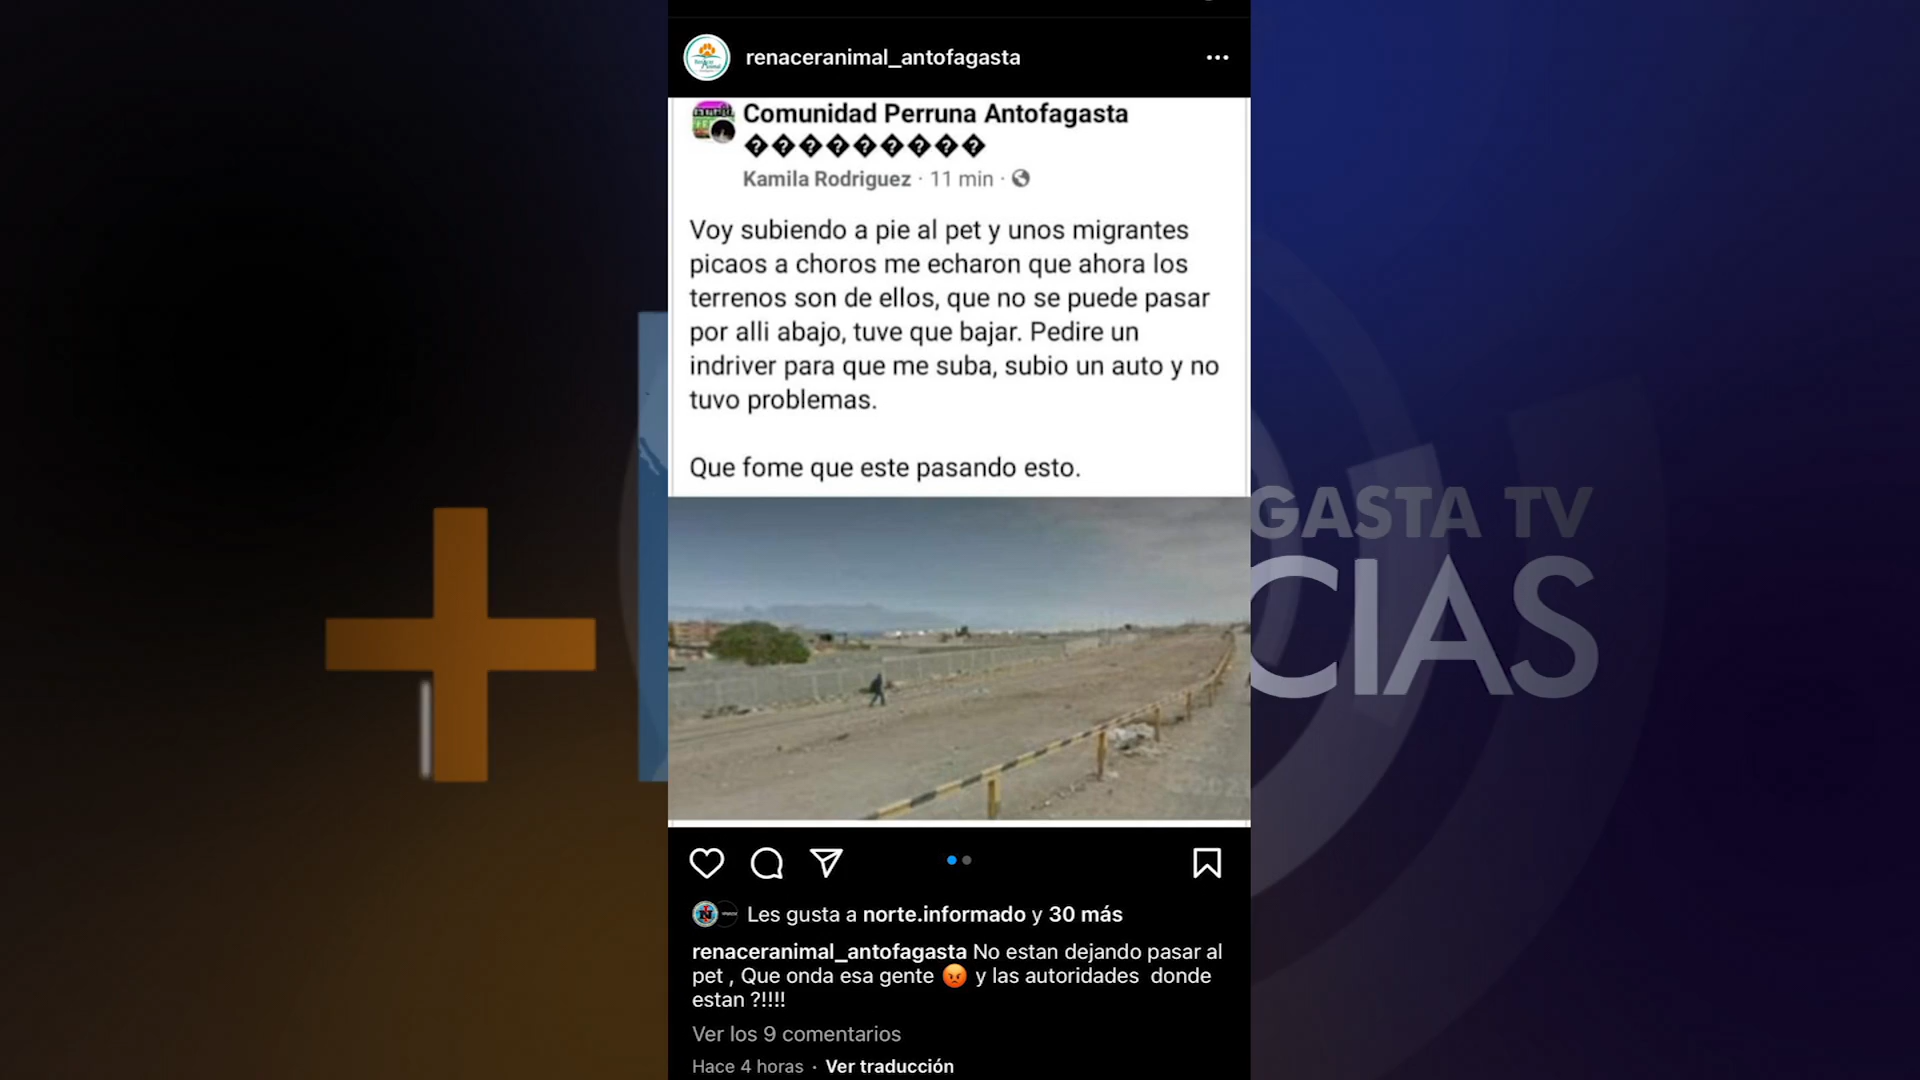 renaceranimal_antofagasta
Comunidad Perruna Antofagasta
�����������
Kamila Rodriguez · 11 min ·
Voy subiendo a pie al pet y unos migrantes
picaos a choros me echaron que ahora los
terrenos son de ellos, que no se puede pasar
por alli abajo, tuve que bajar. Pedire un
indriver para que me suba, subio un auto y no
tuvo problemas.
Que fome que este pasando esto.
GASTA TV
CIAS
Les gusta a norte.informado y 30 más
renaceranimal_antofagasta No estan dejando pasar al
pet , Que onda esa gente 😡 y las autoridades donde
estan ?!!!!
Ver los 9 comentarios
Hace 4 horas · Ver traducción